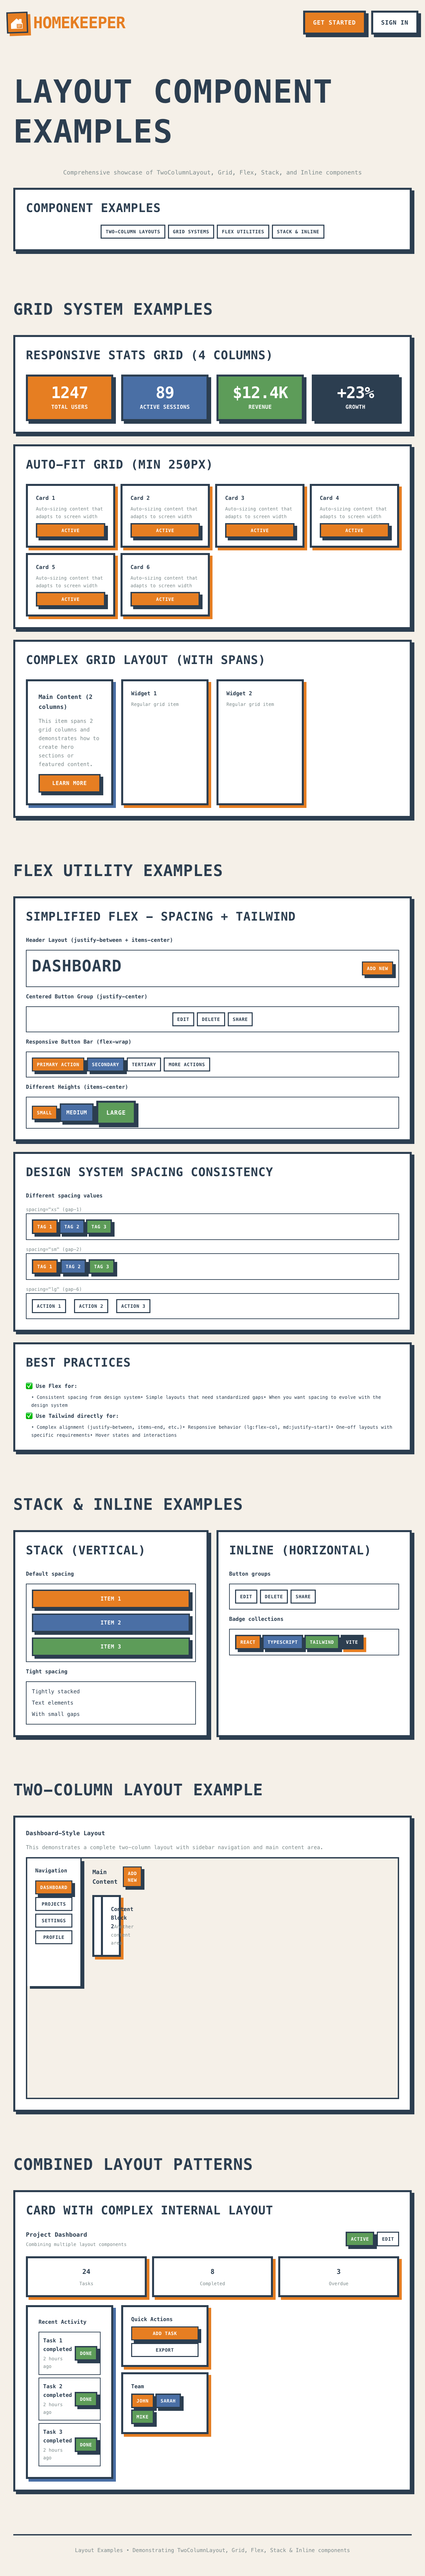 HOMEKEEPER
GET STARTED
SIGN IN
LAYOUT COMPONENT
EXAMPLES
Comprehensive showcase of TwoColumnLayout, Grid, Flex, Stack, and Inline components
COMPONENT EXAMPLES
TWO-COLUMN LAYOUTS
GRID SYSTEMS
FLEX UTILITIES
STACK & INLINE
GRID SYSTEM EXAMPLES
RESPONSIVE STATS GRID (4 COLUMNS)
1247
TOTAL USERS
89
ACTIVE SESSIONS
$12.4K
REVENUE
+23%
GROWTH
AUTO-FIT GRID (MIN 250PX)
Card 1
Auto-sizing content that
adapts to screen width
ACTIVE
Card 2
Auto-sizing content that
adapts to screen width
ACTIVE
Card 3
Auto-sizing content that
adapts to screen width
ACTIVE
Card 4
Auto-sizing content that
adapts to screen width
ACTIVE
Card 5
Auto-sizing content that
adapts to screen width
ACTIVE
Card 6
Auto-sizing content that
adapts to screen width
ACTIVE
COMPLEX GRID LAYOUT (WITH SPANS)
Main Content (2
columns)
This item spans 2
grid columns and
demonstrates how to
create hero
sections or
featured content.
LEARN MORE
Widget 1
Regular grid item
Widget 2
Regular grid item
FLEX UTILITY EXAMPLES
SIMPLIFIED FLEX - SPACING + TAILWIND
Header Layout (justify-between + items-center)
DASHBOARD
ADD NEW
Centered Button Group (justify-center)
EDIT
DELETE
SHARE
Responsive Button Bar (flex-wrap)
PRIMARY ACTION
SECONDARY
TERTIARY
MORE ACTIONS
Different Heights (items-center)
SMALL
MEDIUM
LARGE
DESIGN SYSTEM SPACING CONSISTENCY
Different spacing values
spacing="xs" (gap-1)
TAG 1
TAG 2
TAG 3
spacing="sm" (gap-2)
TAG 1
TAG 2
TAG 3
spacing="lg" (gap-6)
ACTION 1
ACTION 2
ACTION 3
BEST PRACTICES
✅ Use Flex for:
• Consistent spacing from design system• Simple layouts that need standardized gaps• When you want spacing to evolve with the
design system
✅ Use Tailwind directly for:
• Complex alignment (justify-between, items-end, etc.)• Responsive behavior (lg:flex-col, md:justify-start)• One-off layouts with
specific requirements• Hover states and interactions
STACK & INLINE EXAMPLES
STACK (VERTICAL)
Default spacing
ITEM 1
ITEM 2
ITEM 3
Tight spacing
Tightly stacked
Text elements
With small gaps
INLINE (HORIZONTAL)
Button groups
EDIT
DELETE
SHARE
Badge collections
REACT
TYPESCRIPT
TAILWIND
VITE
TWO-COLUMN LAYOUT EXAMPLE
Dashboard-Style Layout
This demonstrates a complete two-column layout with sidebar navigation and main content area.
Navigation
DASHBOARD
PROJECTS
SETTINGS
PROFILE
Main
Content
ADD
NEW
Content
Block
2Another
content
area
COMBINED LAYOUT PATTERNS
CARD WITH COMPLEX INTERNAL LAYOUT
Project Dashboard
Combining multiple layout components
ACTIVE
EDIT
24
Tasks
8
Completed
3
Overdue
Recent Activity
Task 1
completed
2 hours
ago
DONE
Task 2
completed
2 hours
ago
DONE
Task 3
completed
2 hours
ago
DONE
Quick Actions
ADD TASK
EXPORT
Team
JOHN
SARAH
MIKE
Layout Examples • Demonstrating TwoColumnLayout, Grid, Flex, Stack & Inline components